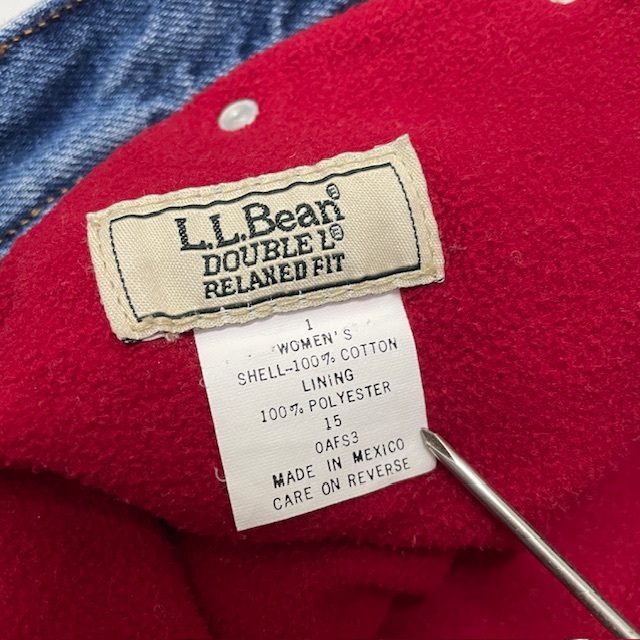 L.L.Bean®
DOUBLE L®
RELAXED FIT
1
WOMEN'S
SHELL-100% COTTON
LINING
100% POLYESTER
15
0AFS3
MADE IN MEXICO
CARE ON REVERSE